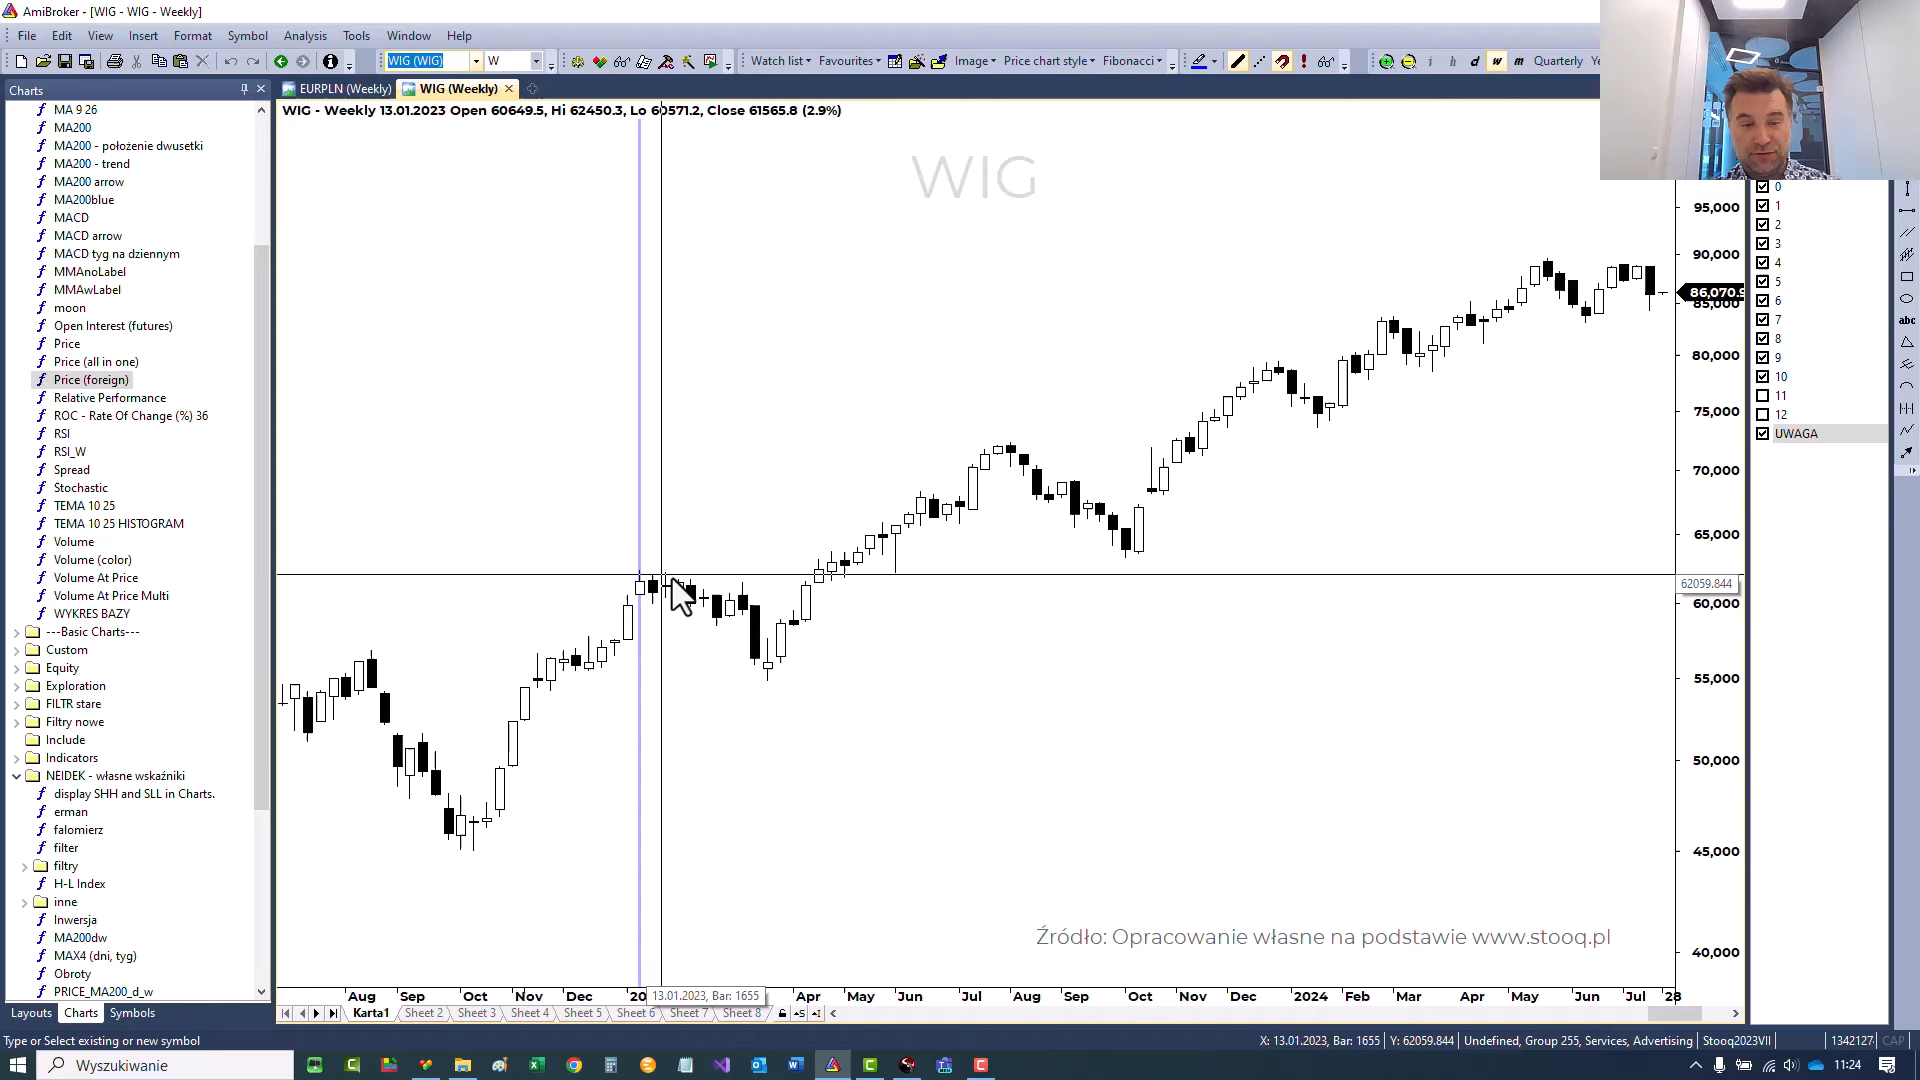 AmiBroker - [WIG - WIG - Weekly]
File Edit View Insert Format Symbol Analysis Tools Window Help
WIG (WIG) W Watch list Favourites Image Price chart style Fibonacci i h d w m Quarterly
Charts
EURPLN (Weekly) WIG (Weekly)
WIG - Weekly 13.01.2023 Open 60649.5, Hi 62450.3, Lo 60571.2, Close 61565.8 (2.9%)
WIG
MA 9 26
MA200
MA200 - położenie dwusetki
MA200 - trend
MA200 arrow
MA200blue
MACD
MACD arrow
MACD tyg na dziennym
MMAnoLabel
MMAwLabel
moon
Open Interest (futures)
Price
Price (all in one)
Price (foreign)
Relative Performance
ROC - Rate Of Change (%) 36
RSI
RSI_W
Spread
Stochastic
TEMA 10 25
TEMA 10 25 HISTOGRAM
Volume
Volume (color)
Volume At Price
Volume At Price Multi
WYKRES BAZY
---Basic Charts---
Custom
Equity
Exploration
FILTR stare
Filtry nowe
Include
Indicators
NEIDEK - własne wskaźniki
display SHH and SLL in Charts.
erman
falomierz
filter
filtry
H-L Index
inne
Inwersja
MA200dw
MAX4 (dni, tyg)
Obroty
PRICE_MA200_d_w
95,000
90,000
86,070.9
85,000
80,000
75,000
70,000
65,000
62059.844
60,000
55,000
50,000
45,000
40,000
0
1
2
3
4
5
6
7
8
9
10
11
12
UWAGA
abc
Źródło: Opracowanie własne na podstawie www.stooq.pl
Aug Sep Oct Nov Dec 13.01.2023, Bar: 1655 Apr May Jun Jul Aug Sep Oct Nov Dec 2024 Feb Mar Apr May Jun Jul 28
Layouts Charts Symbols
Karta1 Sheet 2 Sheet 3 Sheet 4 Sheet 5 Sheet 6 Sheet 7 Sheet 8
Type or Select existing or new symbol
X: 13.01.2023, Bar: 1655 Y: 62059.844 Undefined, Group 255, Services, Advertising Stooq2023VII 1342127 CAP
Wyszukiwanie
11:24